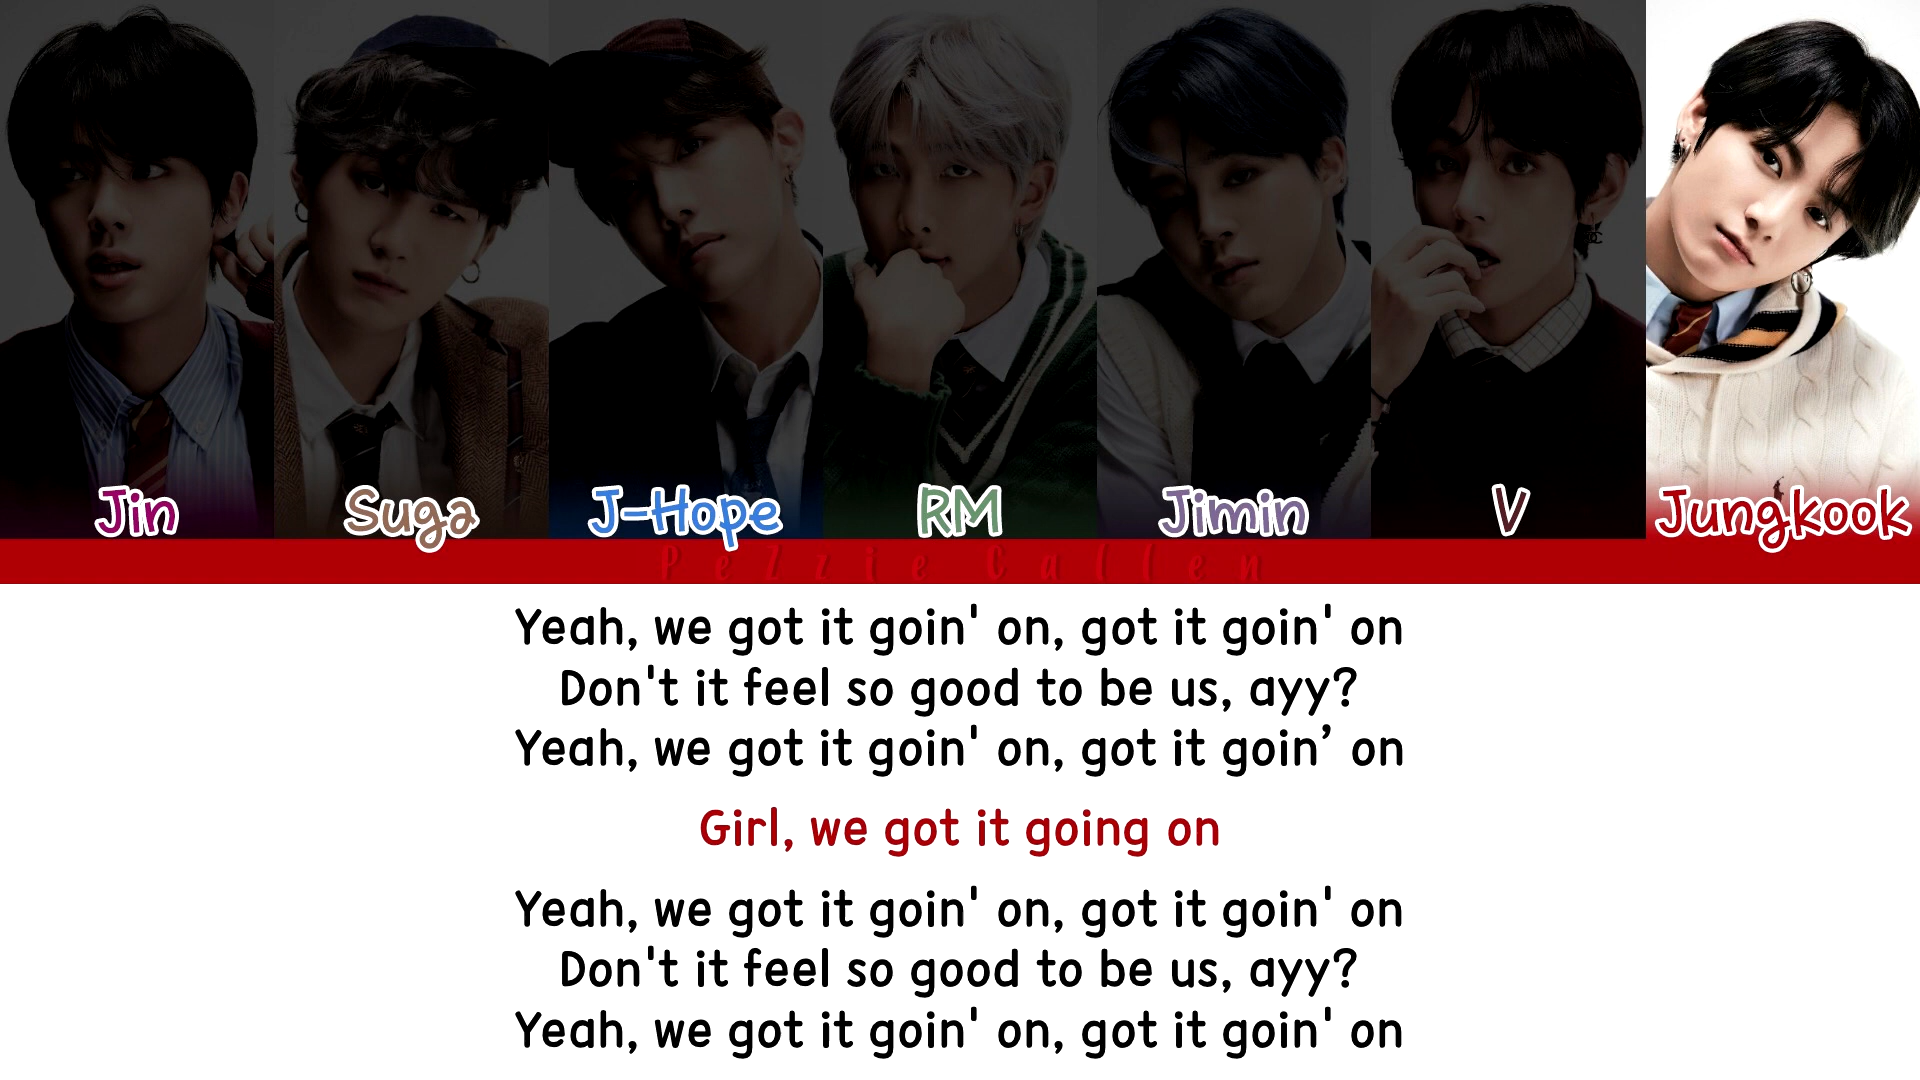 Jin Suga J-Hope RM Jimin V Jungkook
PeZzie Callen
Yeah, we got it goin' on, got it goin' on
Don't it feel so good to be us, ayy?
Yeah, we got it goin' on, got it goin’ on
Girl, we got it going on
Yeah, we got it goin' on, got it goin' on
Don't it feel so good to be us, ayy?
Yeah, we got it goin' on, got it goin' on